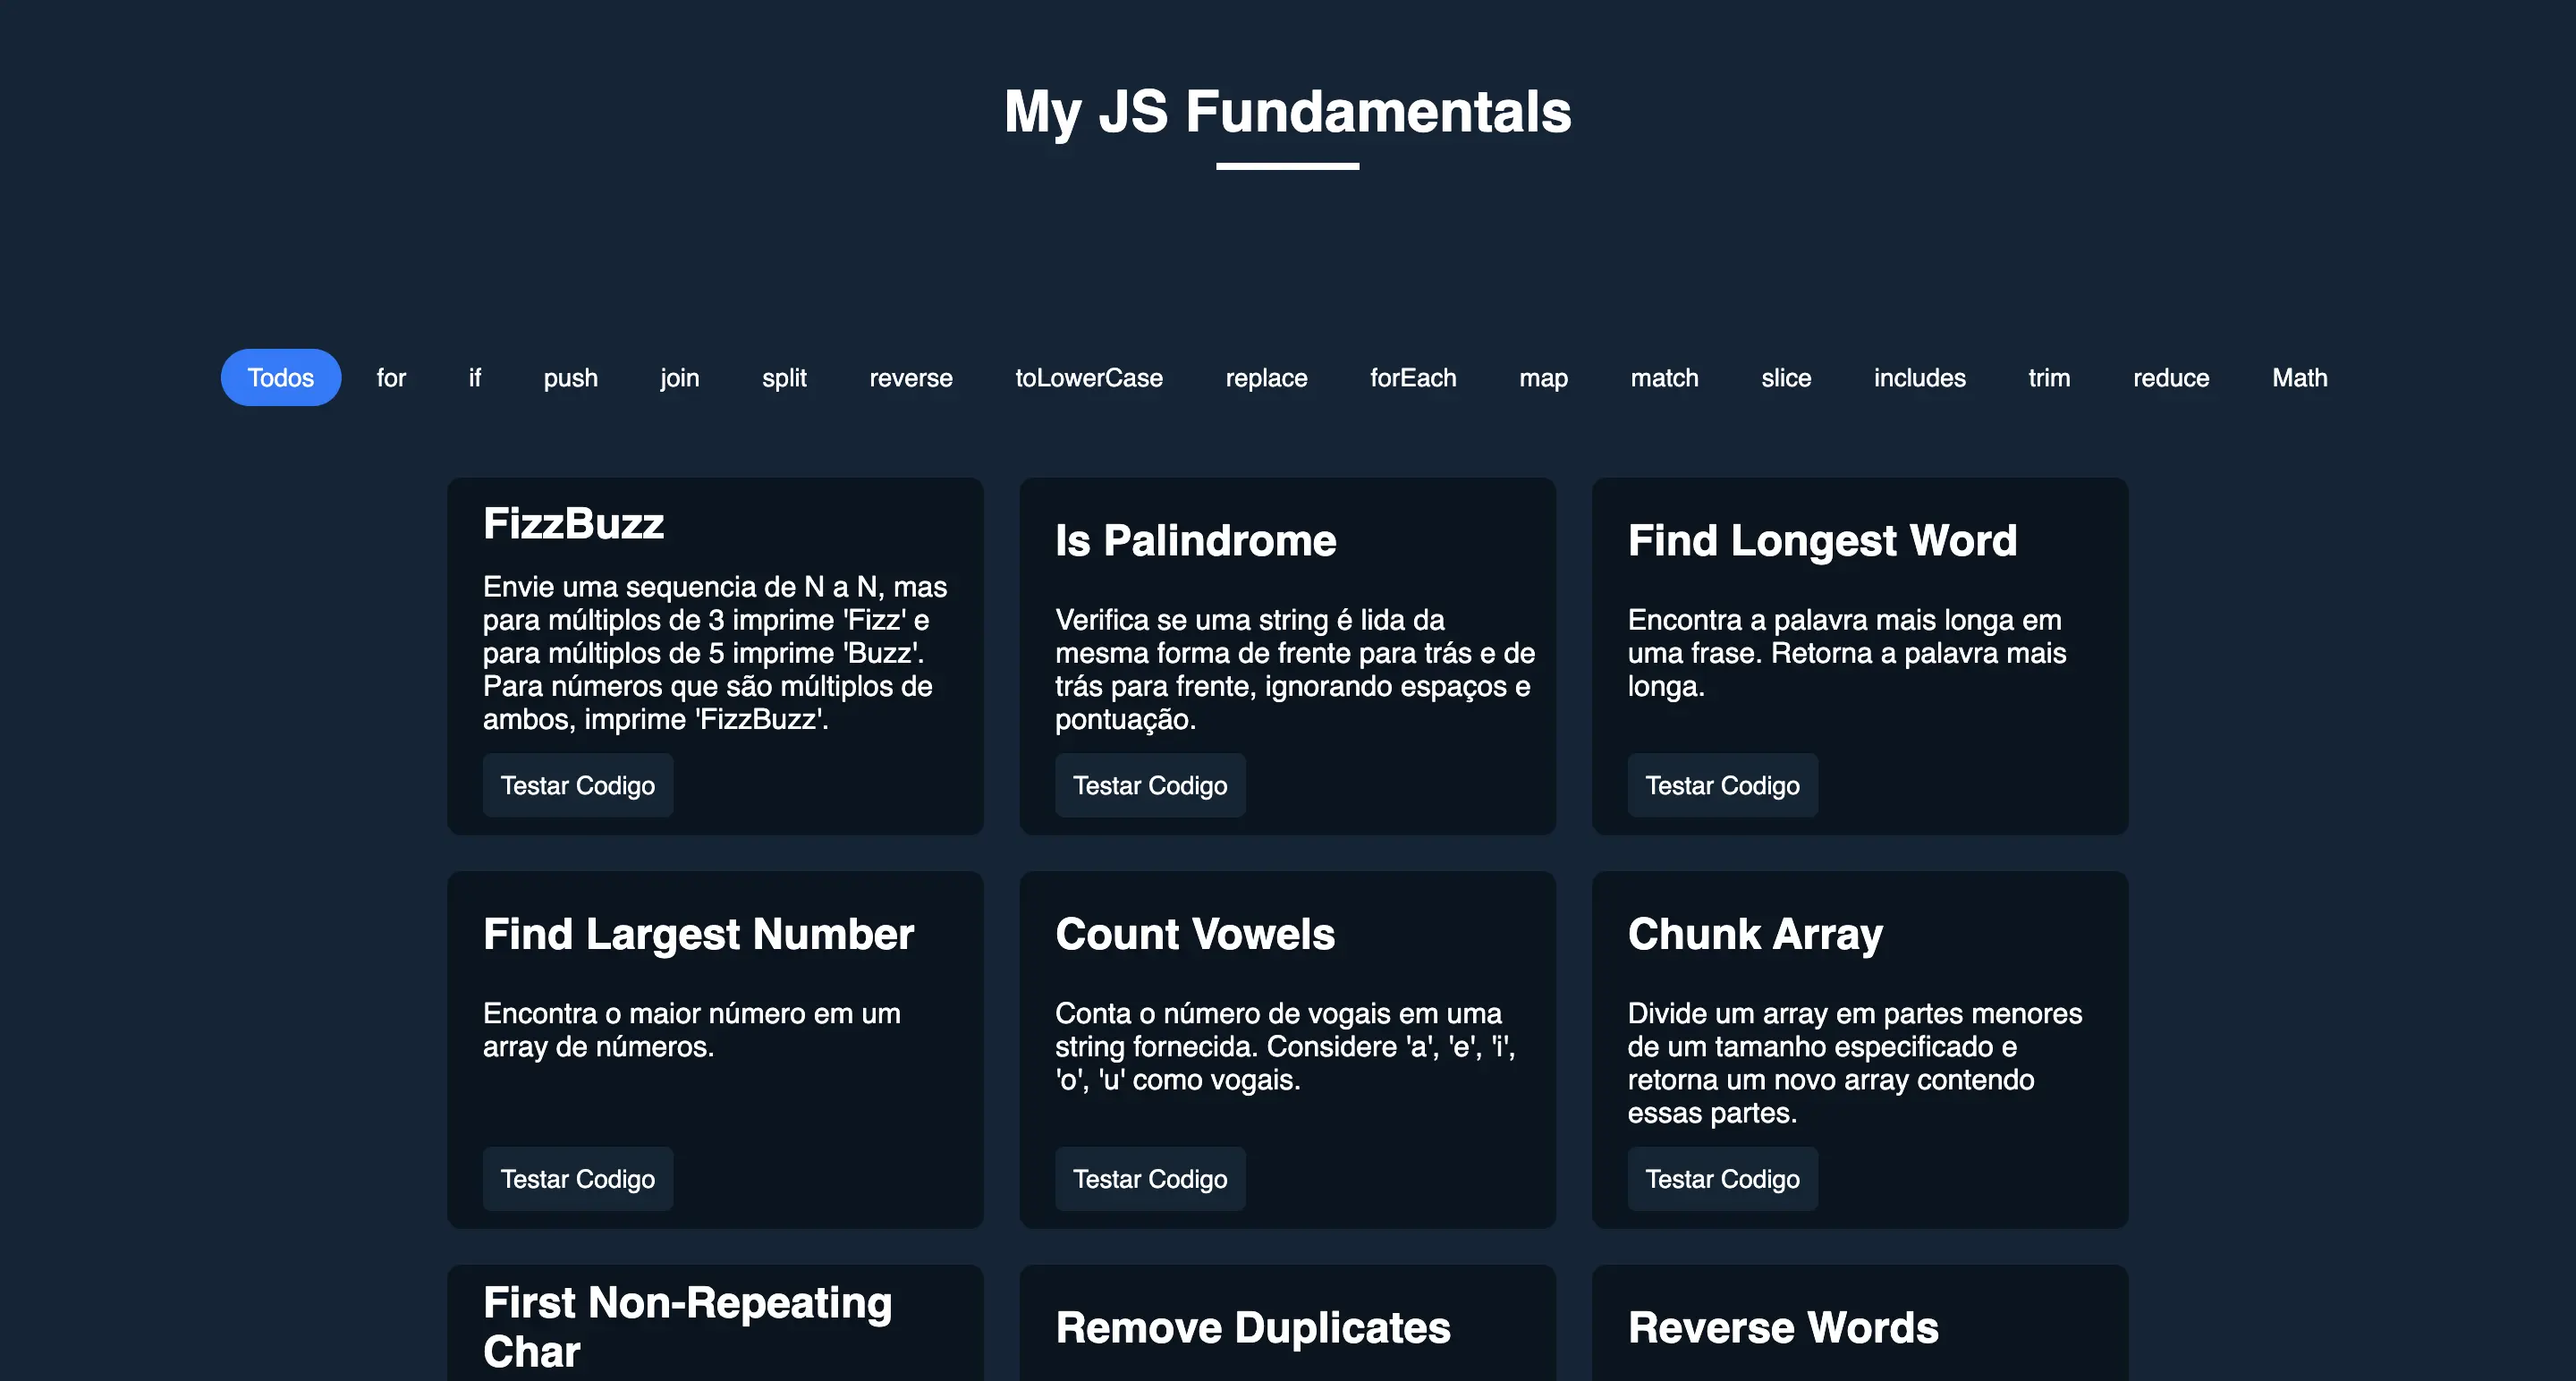 My JS Fundamentals
Todos for if push join split reverse toLowerCase replace forEach map match slice includes trim reduce Math
FizzBuzz
Envie uma sequencia de N a N, mas
para múltiplos de 3 imprime 'Fizz' e
para múltiplos de 5 imprime 'Buzz'.
Para números que são múltiplos de
ambos, imprime 'FizzBuzz'.
Testar Codigo
Is Palindrome
Verifica se uma string é lida da
mesma forma de frente para trás e de
trás para frente, ignorando espaços e
pontuação.
Testar Codigo
Find Longest Word
Encontra a palavra mais longa em
uma frase. Retorna a palavra mais
longa.
Testar Codigo
Find Largest Number
Encontra o maior número em um
array de números.
Testar Codigo
Count Vowels
Conta o número de vogais em uma
string fornecida. Considere 'a', 'e', 'i',
'o', 'u' como vogais.
Testar Codigo
Chunk Array
Divide um array em partes menores
de um tamanho especificado e
retorna um novo array contendo
essas partes.
Testar Codigo
First Non-Repeating
Char
Remove Duplicates
Reverse Words